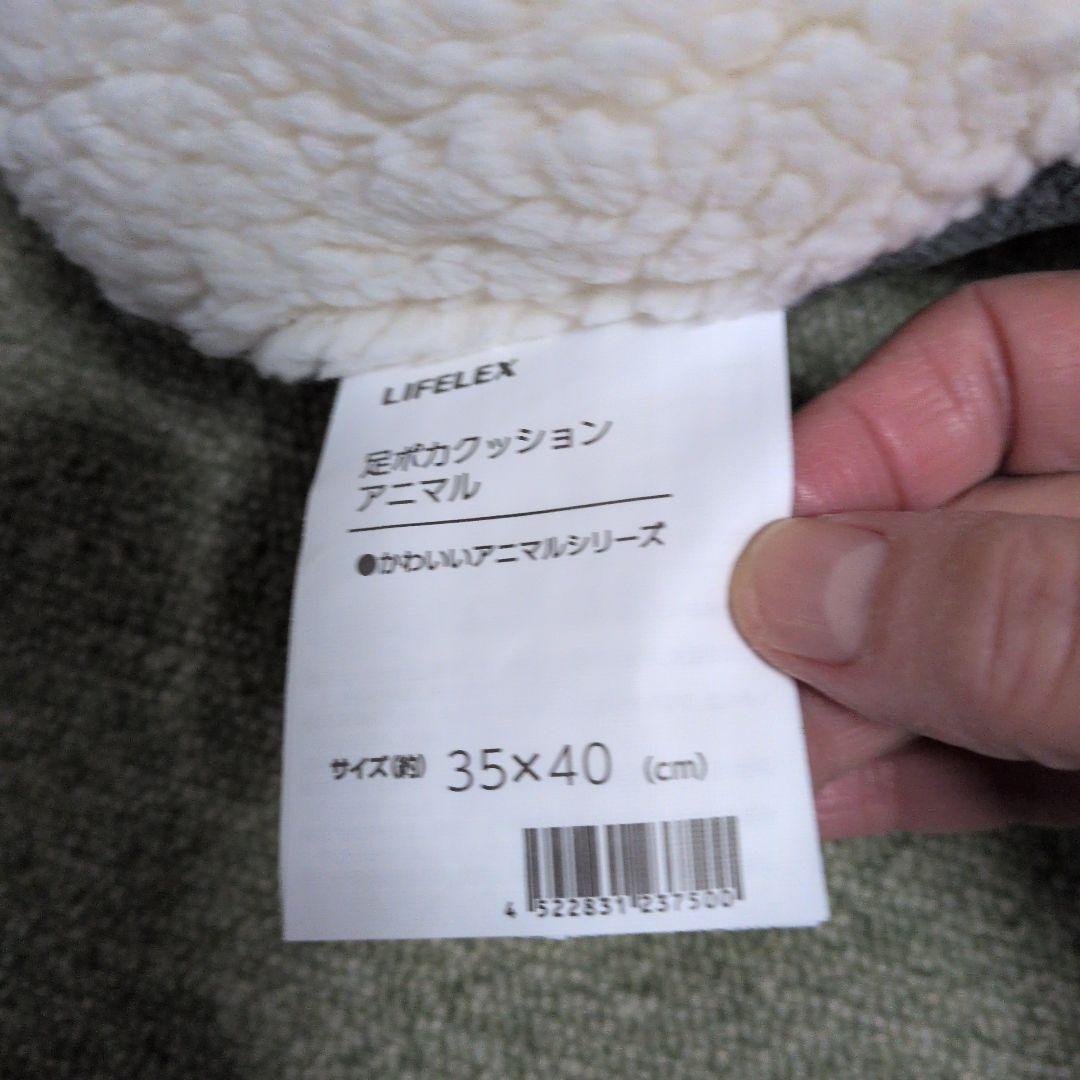 LIFELEX
足ポカクッション
アニマル
●かわいいアニマルシリーズ
サイズ(約) 35×40 (cm)
4 522831 237500